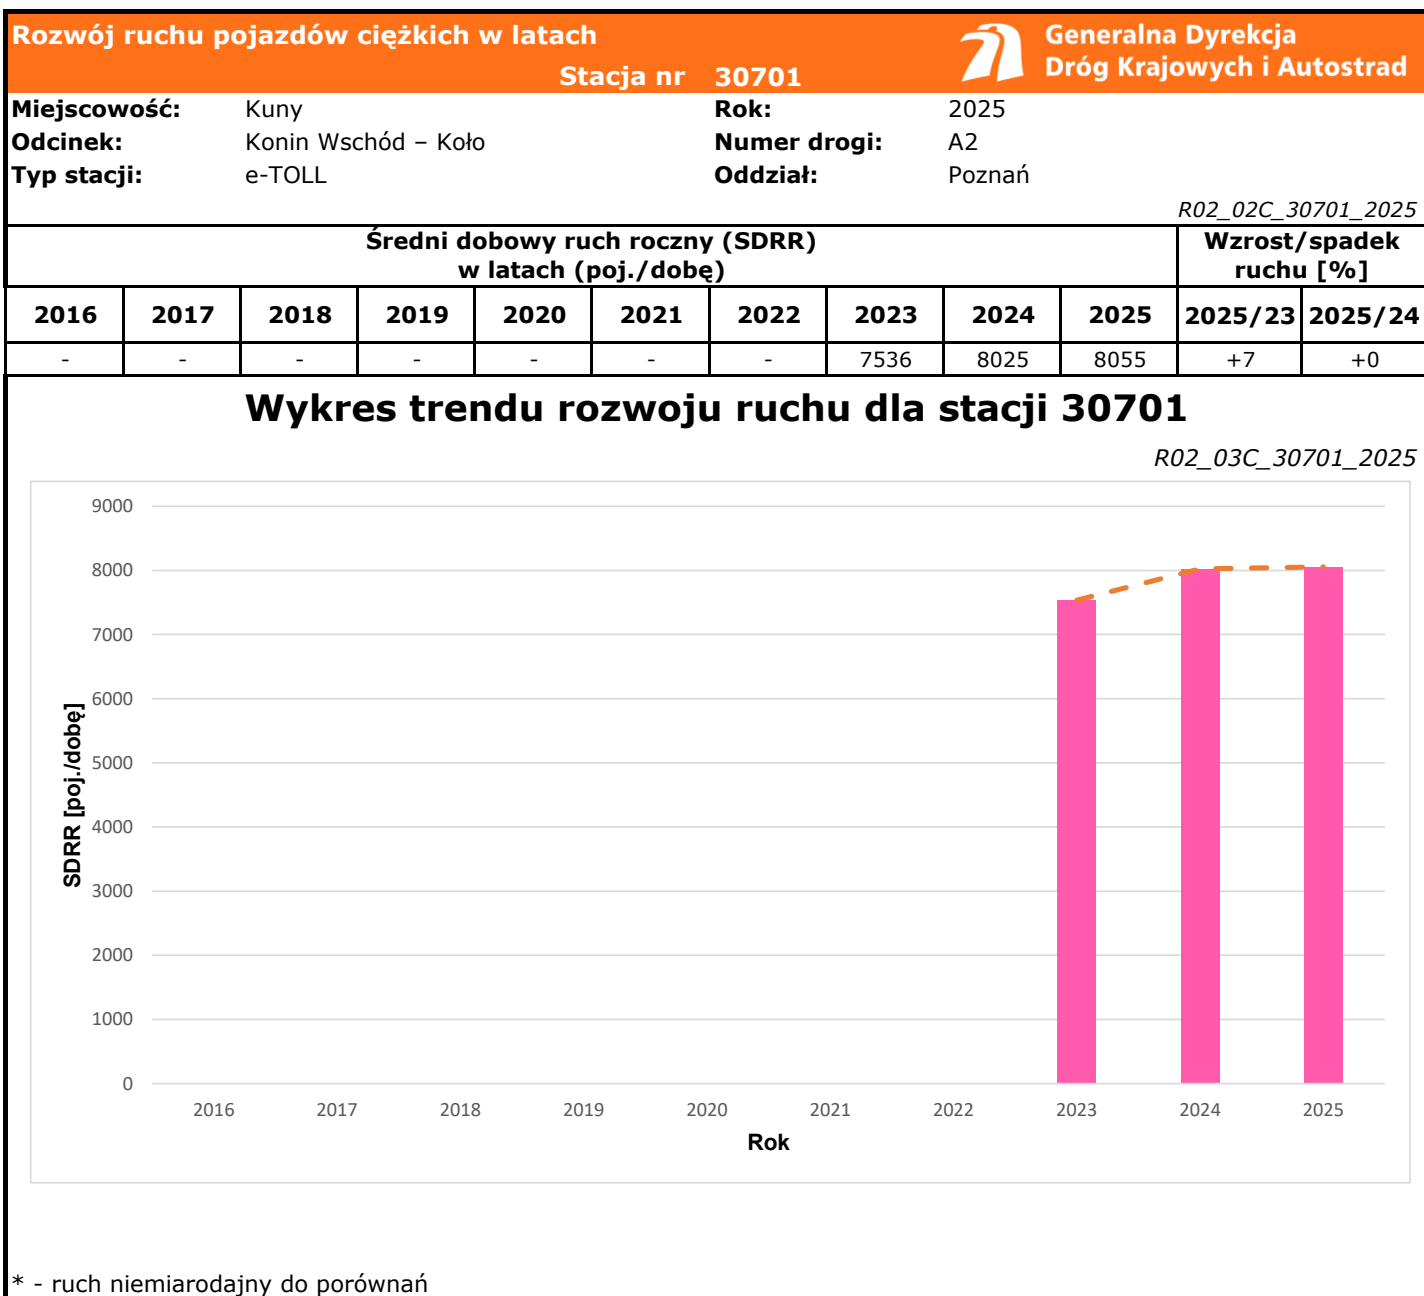 Rozwój ruchu pojazdów ciężkich w latach
Stacja nr 30701
Generalna Dyrekcja
Dróg Krajowych i Autostrad
Miejscowość: Kuny Rok: 2025
Odcinek: Konin Wschód – Koło Numer drogi: A2
Typ stacji: e-TOLL Oddział: Poznań
R02_02C_30701_2025
Średni dobowy ruch roczny (SDRR)
w latach (poj./dobę)
Wzrost/spadek
ruchu [%]
2016 2017 2018 2019 2020 2021 2022 2023 2024 2025 2025/23 2025/24
- - - - - - - 7536 8025 8055 +7 +0
Wykres trendu rozwoju ruchu dla stacji 30701
R02_03C_30701_2025
9000
8000
7000
6000
5000
4000
3000
2000
1000
0
SDRR [poj./dobę]
2016 2017 2018 2019 2020 2021 2022 2023 2024 2025
Rok
* - ruch niemiarodajny do porównań